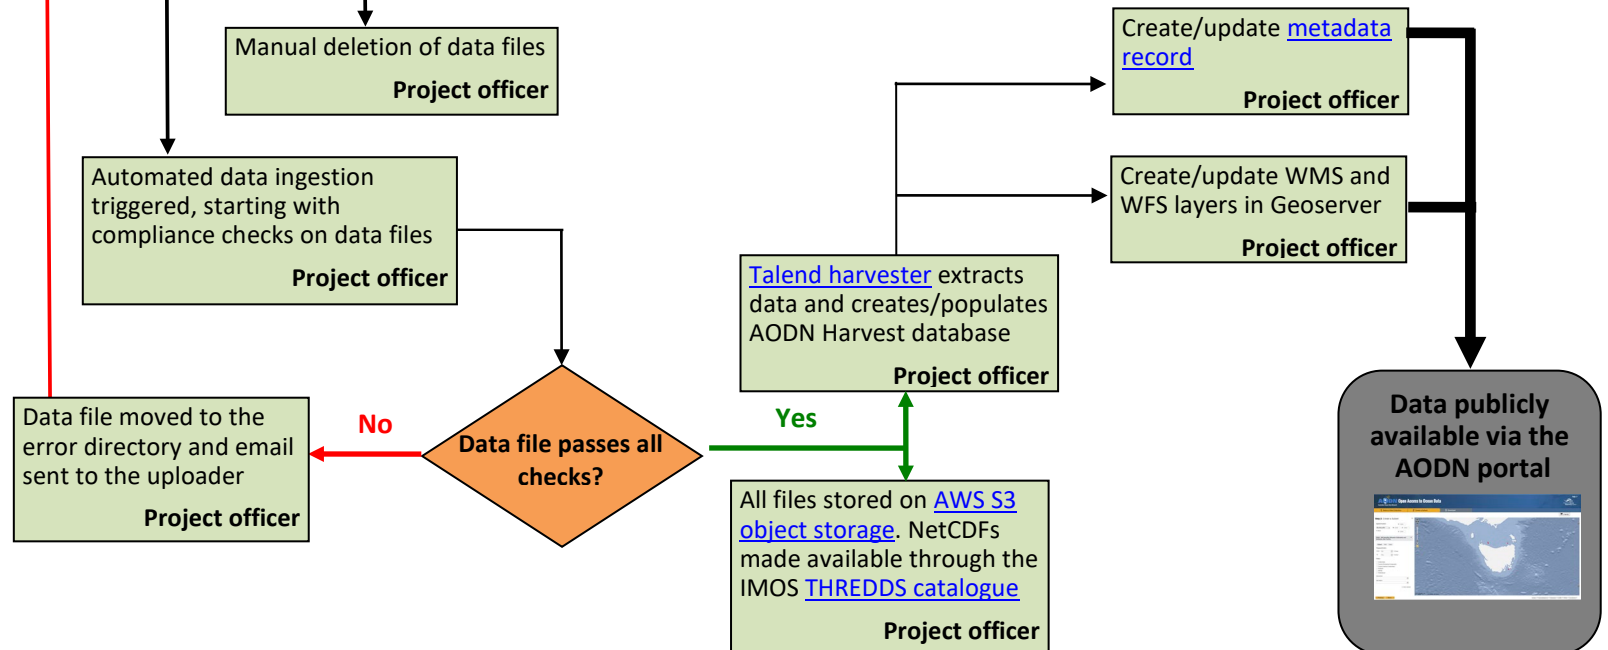 Manual deletion of data files
Project officer
Create/update metadata
record
Project officer
Automated data ingestion
triggered, starting with
compliance checks on data files
Project officer
Create/update WMS and
WFS layers in Geoserver
Project officer
Talend harvester extracts
data and creates/populates
AODN Harvest database
Project officer
Data file moved to the
error directory and email
sent to the uploader
Project officer
No
Data file passes all
checks?
Yes
All files stored on AWS S3
object storage. NetCDFs
made available through the
IMOS THREDDS catalogue
Project officer
Data publicly
available via the
AODN portal
Open Access to Ocean Data